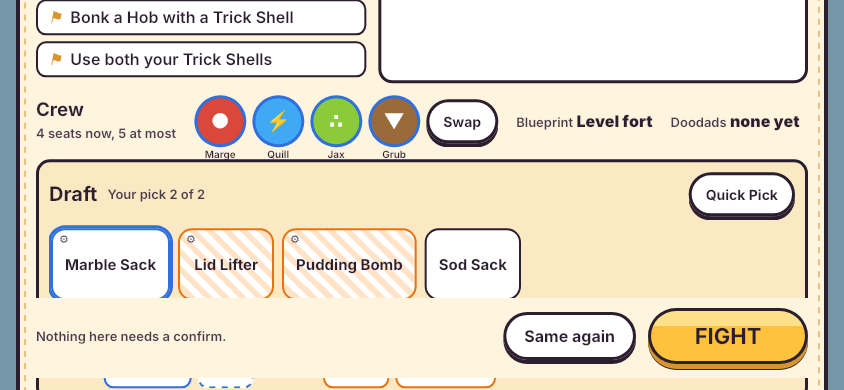 Bonk a Hob with a Trick Shell
Use both your Trick Shells
Crew
4 seats now, 5 at most
Marge
Quill
Jax
Grub
Swap
Blueprint Level fort
Doodads none yet
Draft
Your pick 2 of 2
Quick Pick
Marble Sack
Lid Lifter
Pudding Bomb
Sod Sack
Nothing here needs a confirm.
Same again
FIGHT